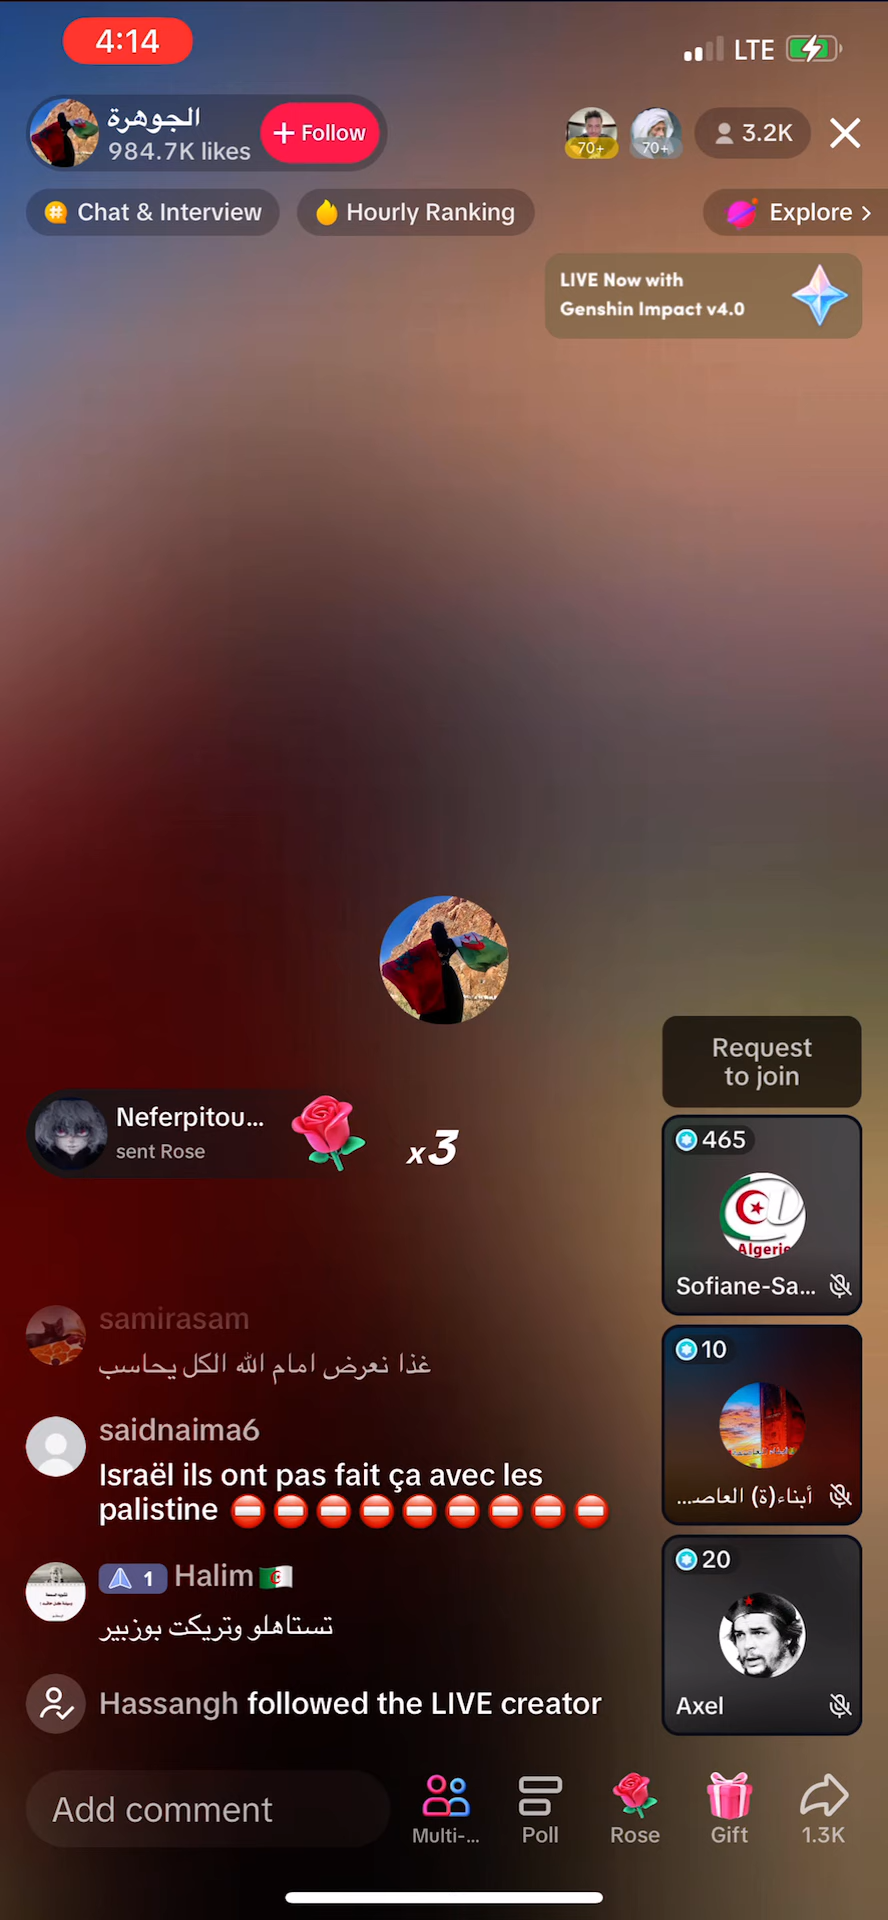 4:14
LTE
الجوهرة
984.7K likes
+ Follow
70+
70+
3.2K
Chat & Interview
Hourly Ranking
Explore >
LIVE Now with
Genshin Impact v4.0
Request
to join
Neferpitou...
sent Rose
x3
465
Algerie
Sofiane-Sa...
samirasam
غذا نعرض امام الله الكل يحاسب
saidnaima6
Israël ils ont pas fait ça avec les
palistine
10
أبناء(ة) العاصـ...
1 Halim
تستاهلو وتريكت بوزبير
20
Axel
Hassangh followed the LIVE creator
Add comment
Multi-...
Poll
Rose
Gift
1.3K